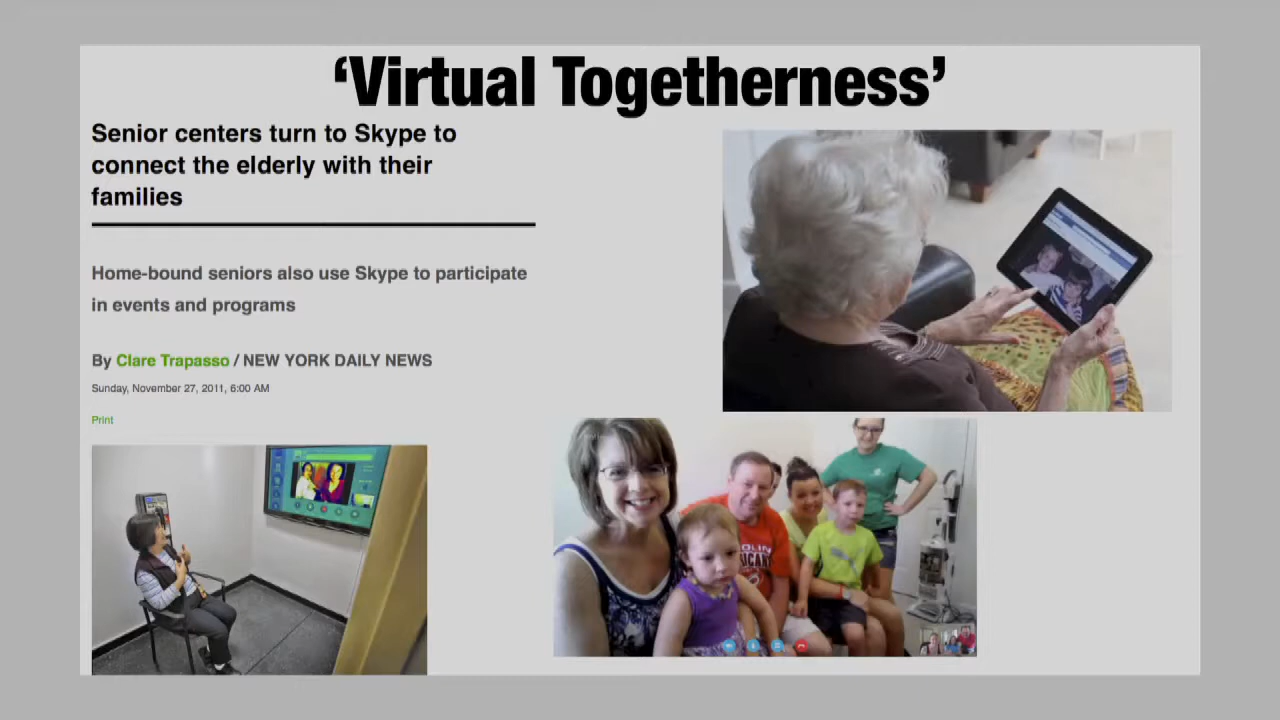 ‘Virtual Togetherness’
Senior centers turn to Skype to
connect the elderly with their
families
Home-bound seniors also use Skype to participate
in events and programs
By Clare Trapasso / NEW YORK DAILY NEWS
Sunday, November 27, 2011, 6:00 AM
Print